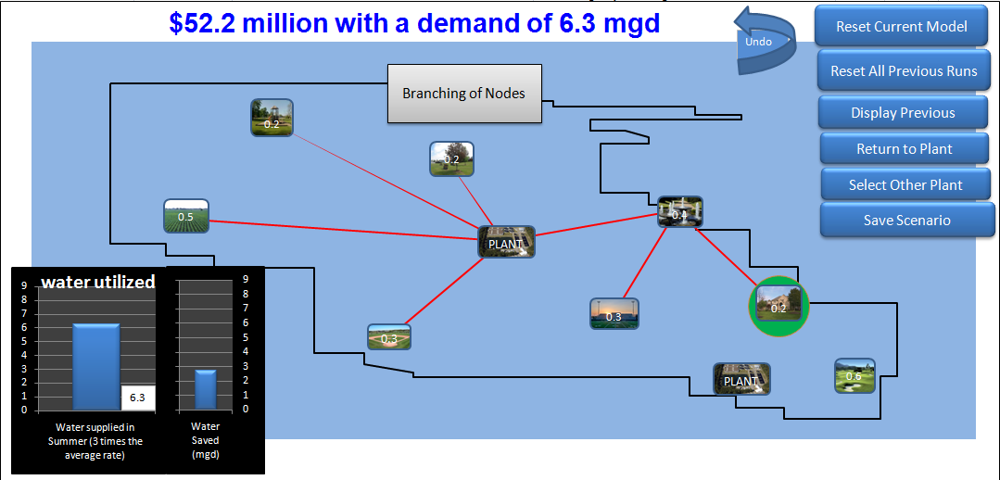 $52.2 million with a demand of 6.3 mgd
Undo
Reset Current Model
Reset All Previous Runs
Display Previous
Return to Plant
Select Other Plant
Save Scenario
Branching of Nodes
0.2
0.2
0.5
PLANT
0.4
0.3
0.2
0.3
PLANT
0.6
water utilized
9
8
7
6
5
4
3
2
1
0
6.3
Water supplied in
Summer (3 times the
average rate)
9
8
7
6
5
4
3
2
1
0
Water
Saved
(mgd)